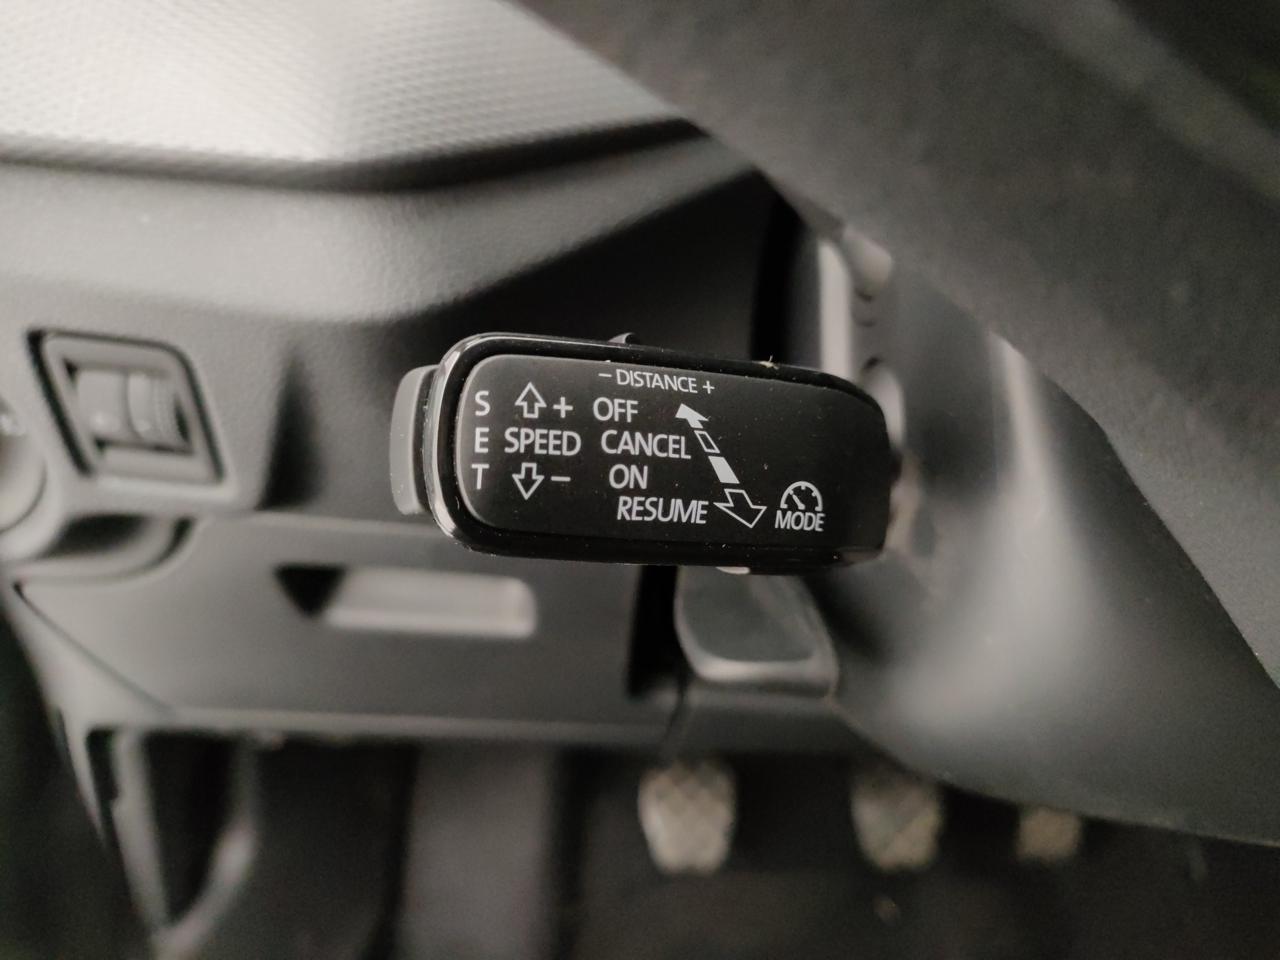 − DISTANCE +
S + OFF
E SPEED CANCEL
T − ON
RESUME
MODE